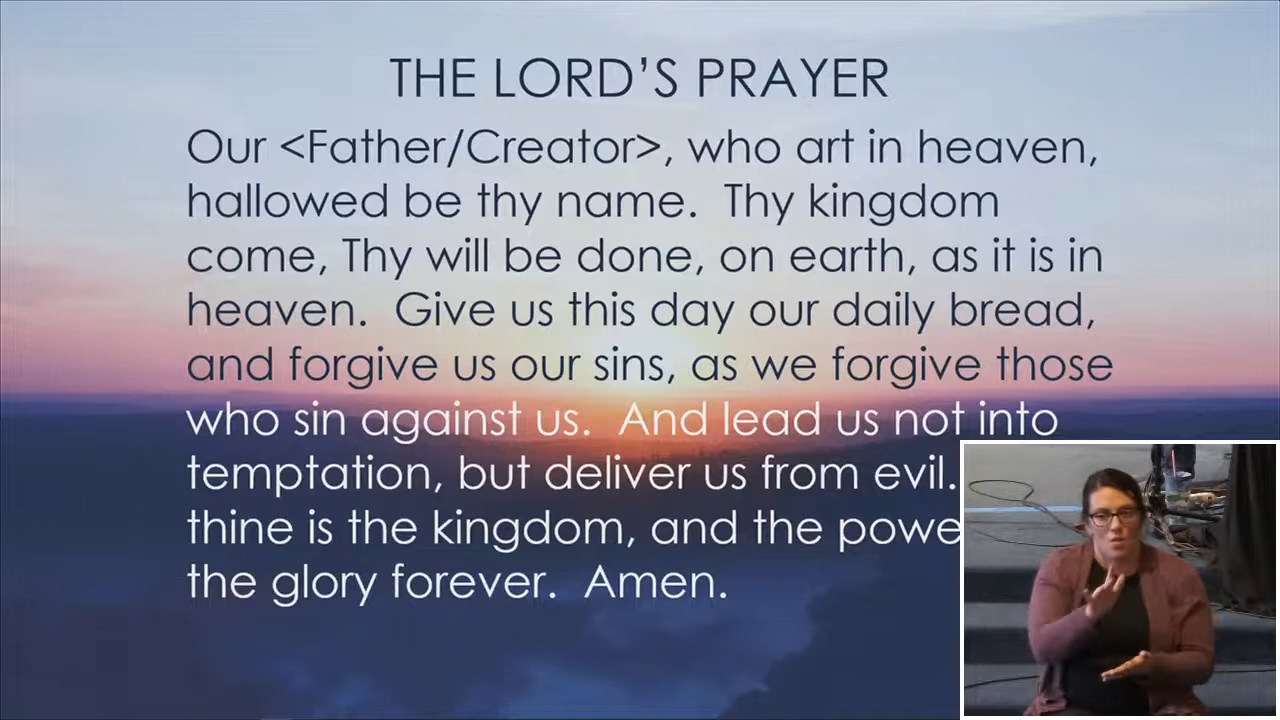 THE LORD’S PRAYER
Our <Father/Creator>, who art in heaven,
hallowed be thy name.  Thy kingdom
come, Thy will be done, on earth, as it is in
heaven.  Give us this day our daily bread,
and forgive us our sins, as we forgive those
who sin against us.  And lead us not into
temptation, but deliver us from evil.
thine is the kingdom, and the
the glory forever.  Amen.